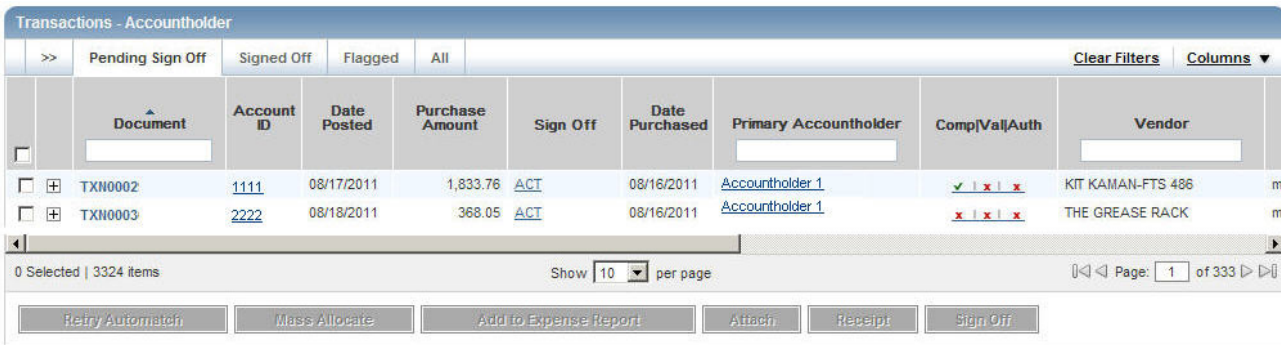 Transactions - Accountholder
>> Pending Sign Off Signed Off Flagged All Clear Filters Columns ▼
Document Account ID Date Posted Purchase Amount Sign Off Date Purchased Primary Accountholder Comp|Val|Auth Vendor
TXN0002 1111 08/17/2011 1,833.76 ACT 08/16/2011 Accountholder 1 ✓ | x | x KIT KAMAN-FTS 486 m
TXN0003 2222 08/18/2011 368.05 ACT 08/16/2011 Accountholder 1 x | x | x THE GREASE RACK m
0 Selected | 3324 items Show 10 per page Page: 1 of 333
Retry Automatch Mass Allocate Add to Expense Report Attach Receipt Sign Off